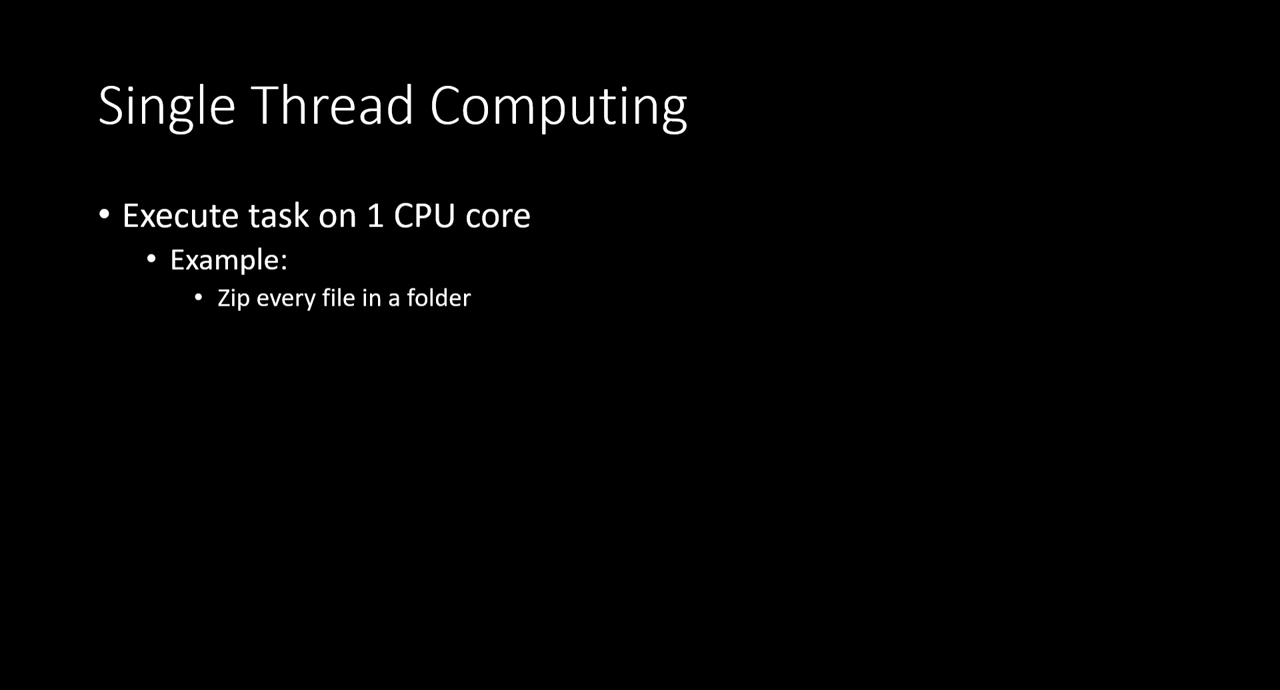 Single Thread Computing
• Execute task on 1 CPU core
• Example:
• Zip every file in a folder